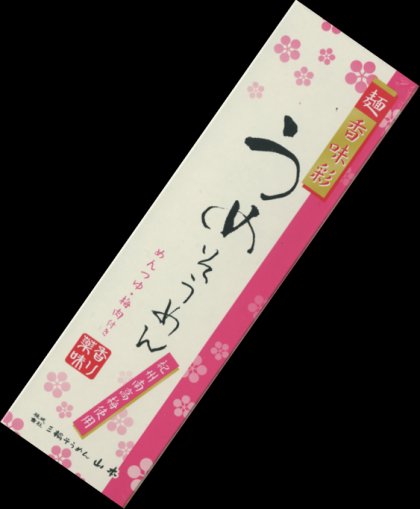 麺
香味彩
うめそうめん
めんつゆ・梅肉付き
香り
薬味
紀州南高梅使用
株式会社 三輪そうめん 山本